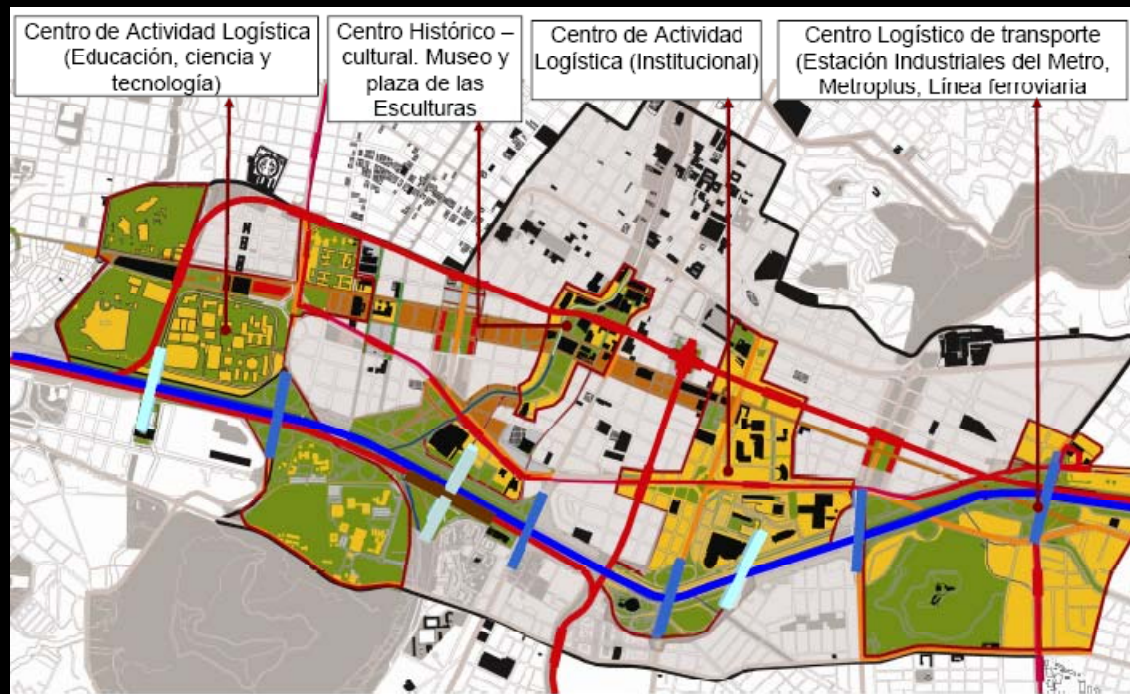 Centro de Actividad Logística
(Educación, ciencia y
tecnología)
Centro Histórico –
cultural. Museo y
plaza de las
Esculturas
Centro de Actividad
Logística (Institucional)
Centro Logístico de transporte
(Estación Industriales del Metro,
Metroplus, Línea ferroviaria